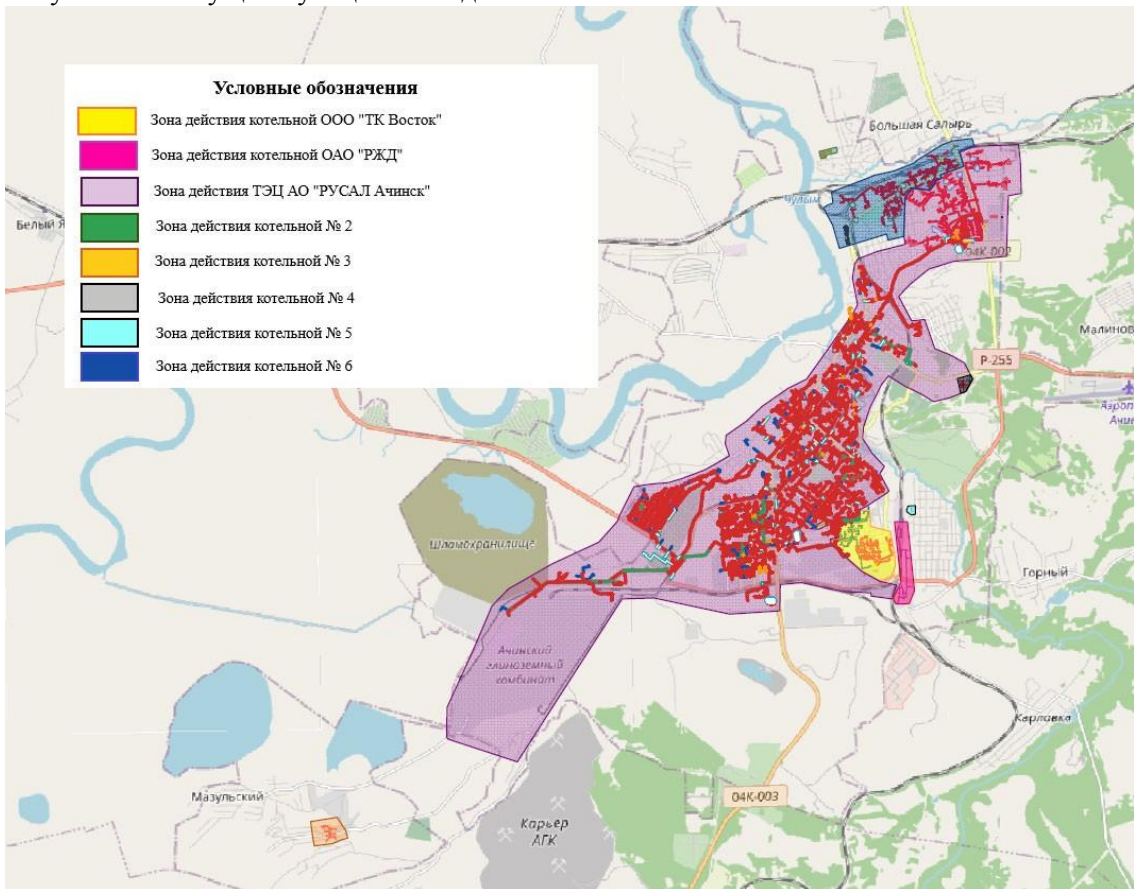 Условные обозначения
Зона действия котельной ООО "ТК Восток"
Зона действия котельной ОАО "РЖД"
Зона действия ТЭЦ АО "РУСАЛ Ачинск"
Зона действия котельной № 2
Зона действия котельной № 3
Зона действия котельной № 4
Зона действия котельной № 5
Зона действия котельной № 6
Большая Салырь
Чулым
Белый Я
04К-002
Малинов
Р-255
Аэроп
Ачин
Шламохранилище
Горный
Ачинский
глиноземный
комбинат
Карловка
Мазульский
04К-003
Карьер
АГК